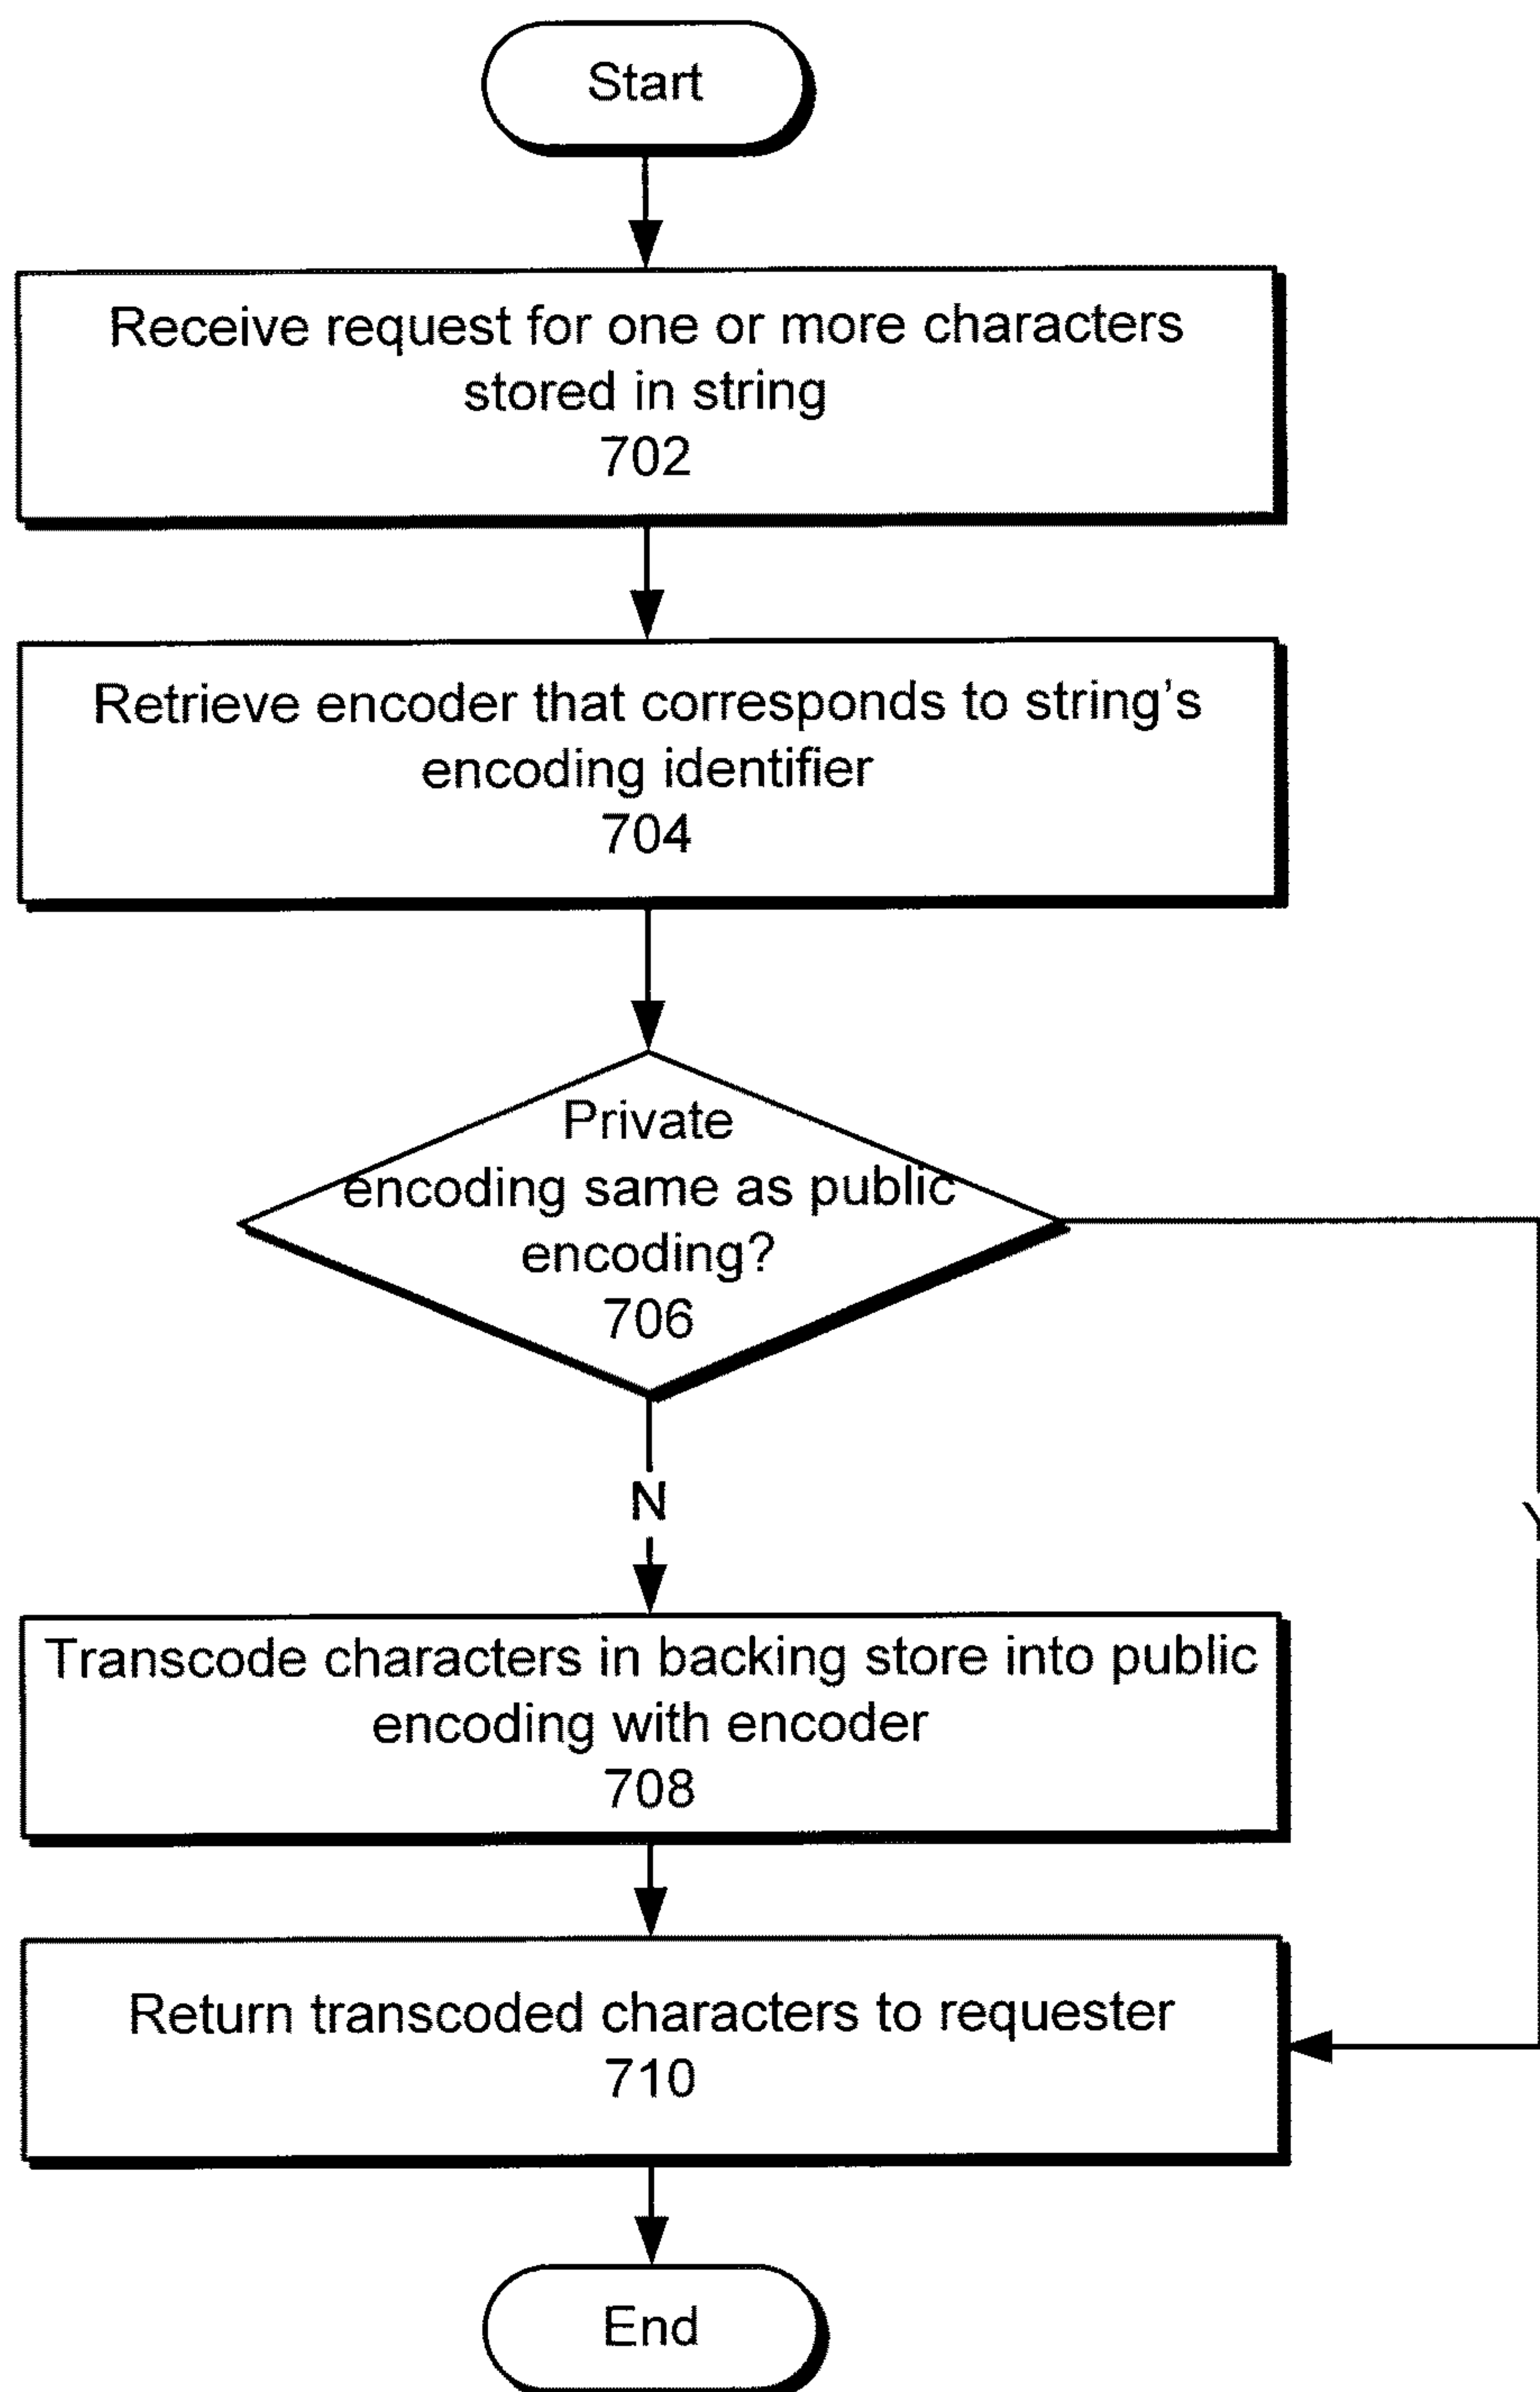 Start
Receive request for one or more characters
stored in string
702
Retrieve encoder that corresponds to string's
encoding identifier
704
Private
encoding same as public
encoding?
706
N
Transcode characters in backing store into public
encoding with encoder
708
Return transcoded characters to requester
710
End